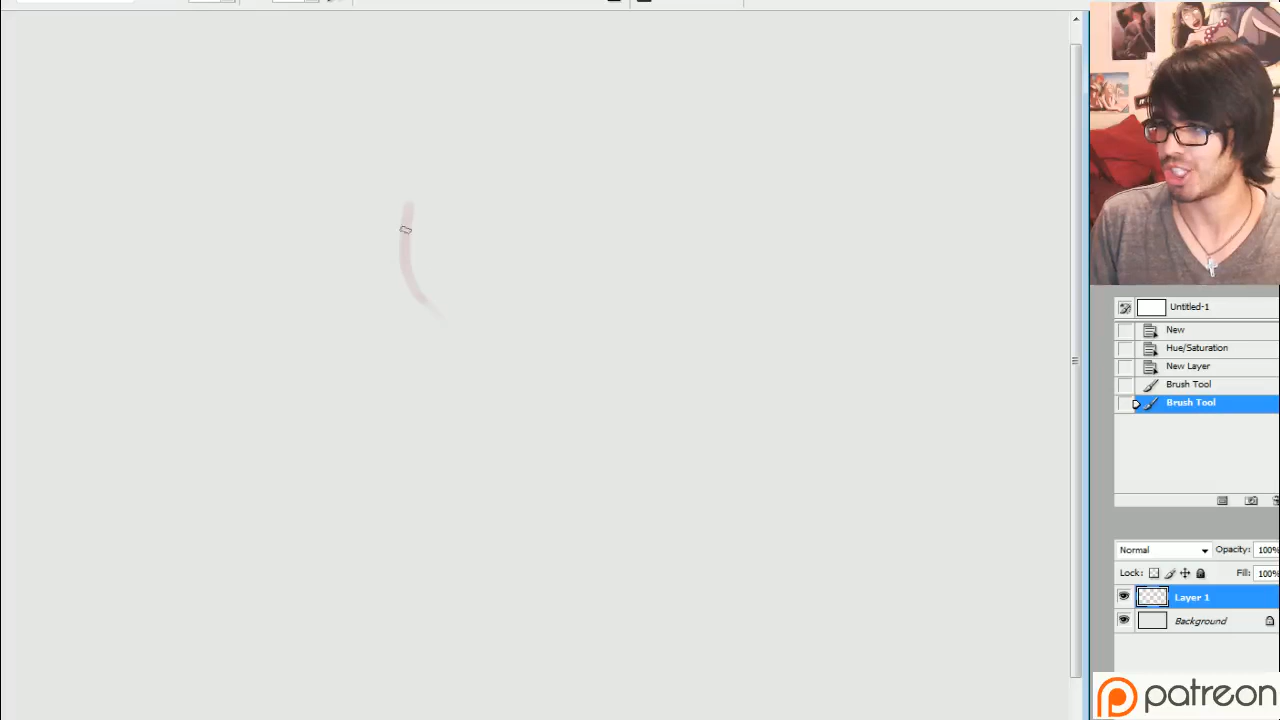 Untitled-1
New
Hue/Saturation
New Layer
Brush Tool
Brush Tool
Normal
Opacity: 100%
Lock:
Fill: 100%
Layer 1
Background
patreon